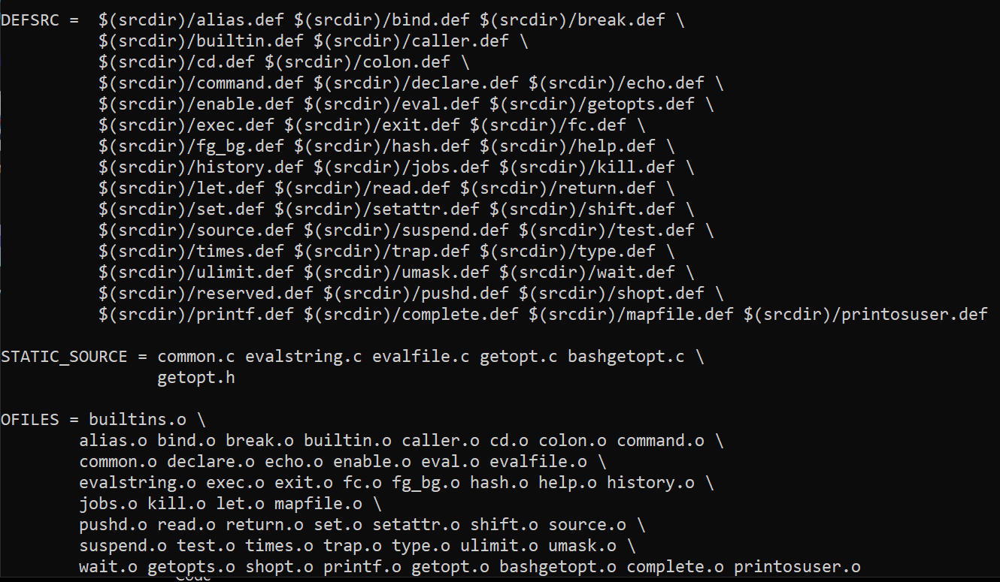 DEFSRC =  $(srcdir)/alias.def $(srcdir)/bind.def $(srcdir)/break.def \
          $(srcdir)/builtin.def $(srcdir)/caller.def \
          $(srcdir)/cd.def $(srcdir)/colon.def \
          $(srcdir)/command.def $(srcdir)/declare.def $(srcdir)/echo.def \
          $(srcdir)/enable.def $(srcdir)/eval.def $(srcdir)/getopts.def \
          $(srcdir)/exec.def $(srcdir)/exit.def $(srcdir)/fc.def \
          $(srcdir)/fg_bg.def $(srcdir)/hash.def $(srcdir)/help.def \
          $(srcdir)/history.def $(srcdir)/jobs.def $(srcdir)/kill.def \
          $(srcdir)/let.def $(srcdir)/read.def $(srcdir)/return.def \
          $(srcdir)/set.def $(srcdir)/setattr.def $(srcdir)/shift.def \
          $(srcdir)/source.def $(srcdir)/suspend.def $(srcdir)/test.def \
          $(srcdir)/times.def $(srcdir)/trap.def $(srcdir)/type.def \
          $(srcdir)/ulimit.def $(srcdir)/umask.def $(srcdir)/wait.def \
          $(srcdir)/reserved.def $(srcdir)/pushd.def $(srcdir)/shopt.def \
          $(srcdir)/printf.def $(srcdir)/complete.def $(srcdir)/mapfile.def $(srcdir)/printosuser.def

STATIC_SOURCE = common.c evalstring.c evalfile.c getopt.c bashgetopt.c \
                getopt.h

OFILES = builtins.o \
        alias.o bind.o break.o builtin.o caller.o cd.o colon.o command.o \
        common.o declare.o echo.o enable.o eval.o evalfile.o \
        evalstring.o exec.o exit.o fc.o fg_bg.o hash.o help.o history.o \
        jobs.o kill.o let.o mapfile.o \
        pushd.o read.o return.o set.o setattr.o shift.o source.o \
        suspend.o test.o times.o trap.o type.o ulimit.o umask.o \
        wait.o getopts.o shopt.o printf.o getopt.o bashgetopt.o complete.o printosuser.o